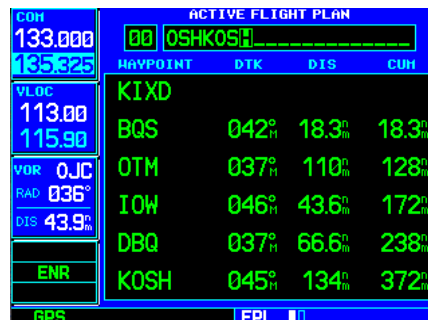 COM
133.000
135.325
VLOC
113.00
115.90
VOR OJC
RAD 036°
DIS 43.9nm
ENR
GPS
ACTIVE FLIGHT PLAN
00 OSHKOSH_____________
WAYPOINT DTK DIS CUM
KIXD
BQS 042°M 18.3nm 18.3nm
OTM 037°M 110nm 128nm
IOW 046°M 43.6nm 172nm
DBQ 037°M 66.6nm 238nm
KOSH 045°M 134nm 372nm
FPL